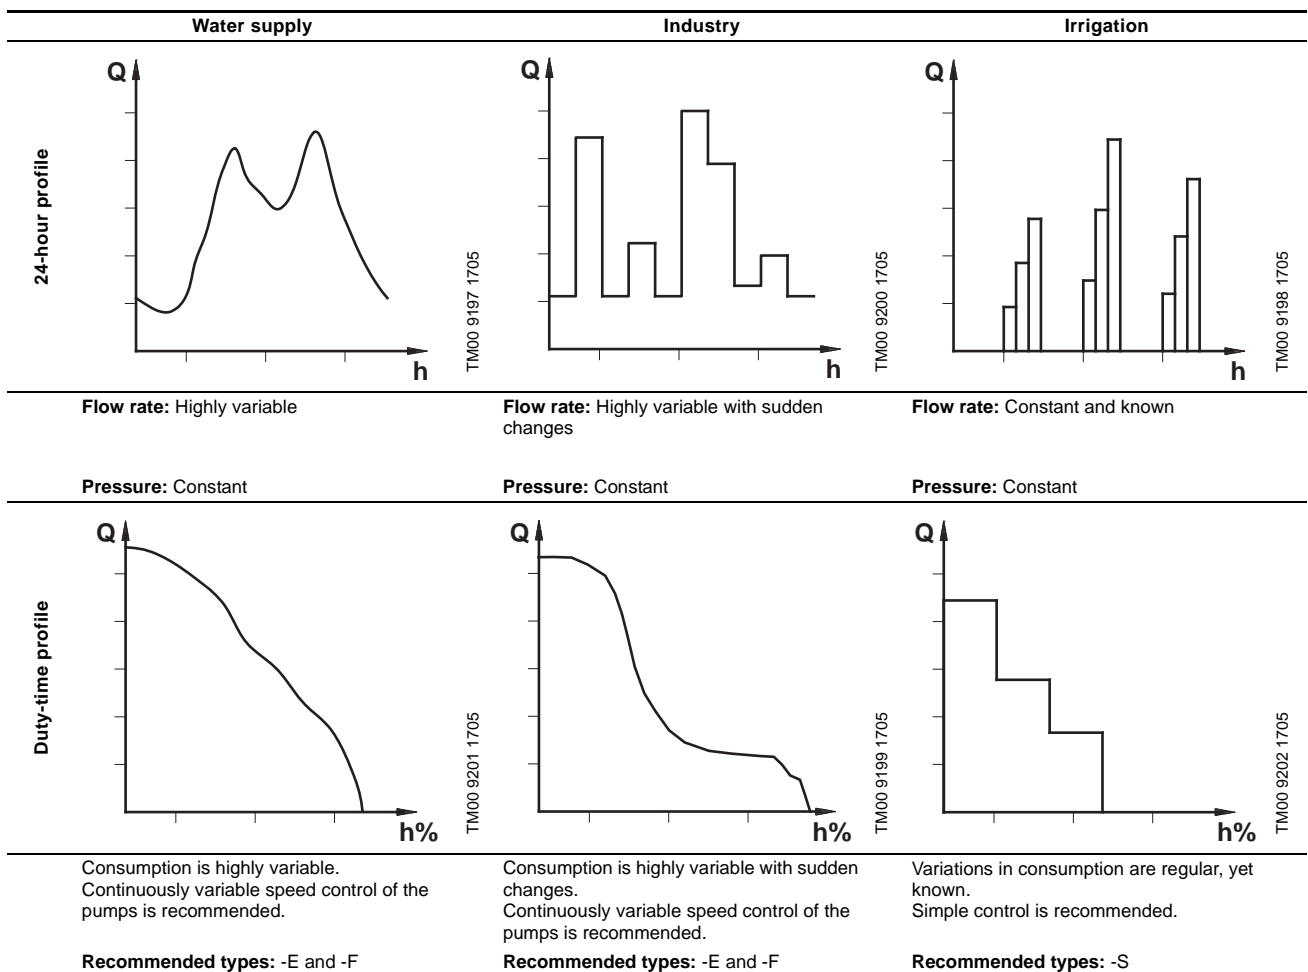 Water supply
Industry
Irrigation
24-hour profile
Q
h
TM00 9197 1705
Q
h
TM00 9200 1705
Q
h
TM00 9198 1705
Flow rate: Highly variable
Pressure: Constant
Flow rate: Highly variable with sudden
changes
Pressure: Constant
Flow rate: Constant and known
Pressure: Constant
Duty-time profile
Q
h%
TM00 9201 1705
Q
h%
TM00 9199 1705
Q
h%
TM00 9202 1705
Consumption is highly variable.
Continuously variable speed control of the
pumps is recommended.
Recommended types: -E and -F
Consumption is highly variable with sudden
changes.
Continuously variable speed control of the
pumps is recommended.
Recommended types: -E and -F
Variations in consumption are regular, yet
known.
Simple control is recommended.
Recommended types: -S